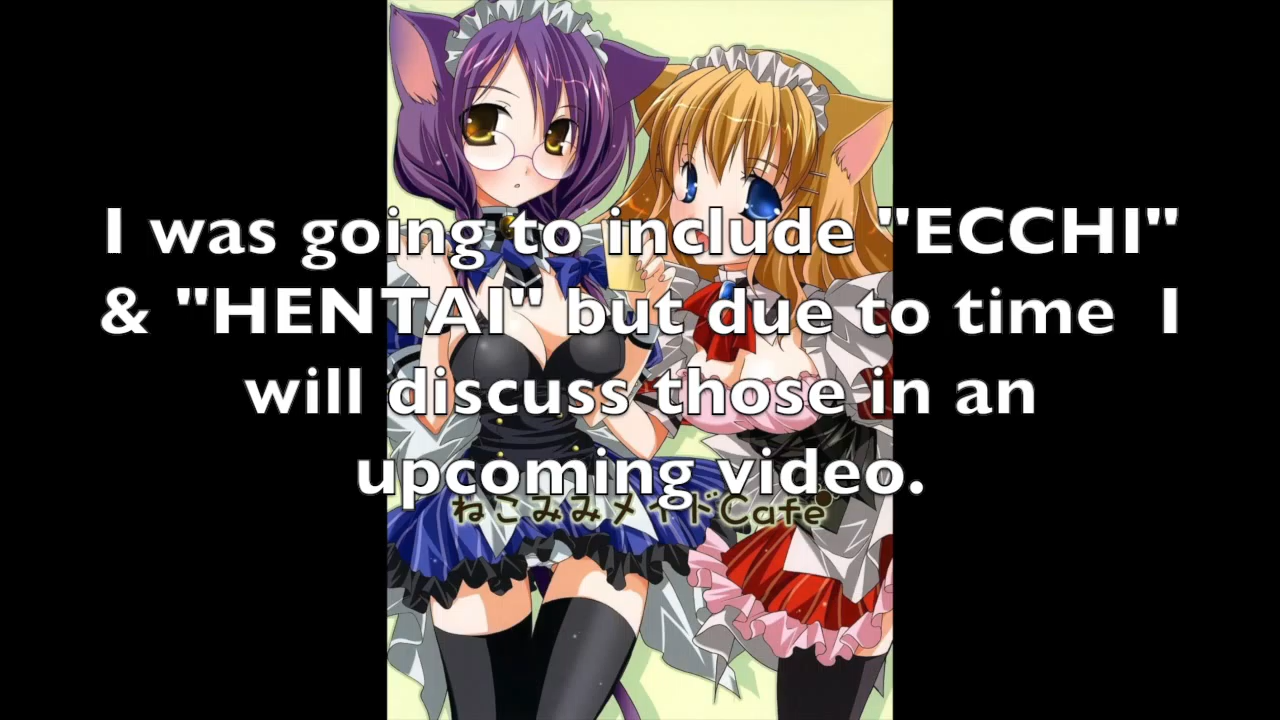 I was going to include "ECCHI"
& "HENTAI" but due to time I
will discuss those in an
upcoming video.
ねこみみメイドCafe